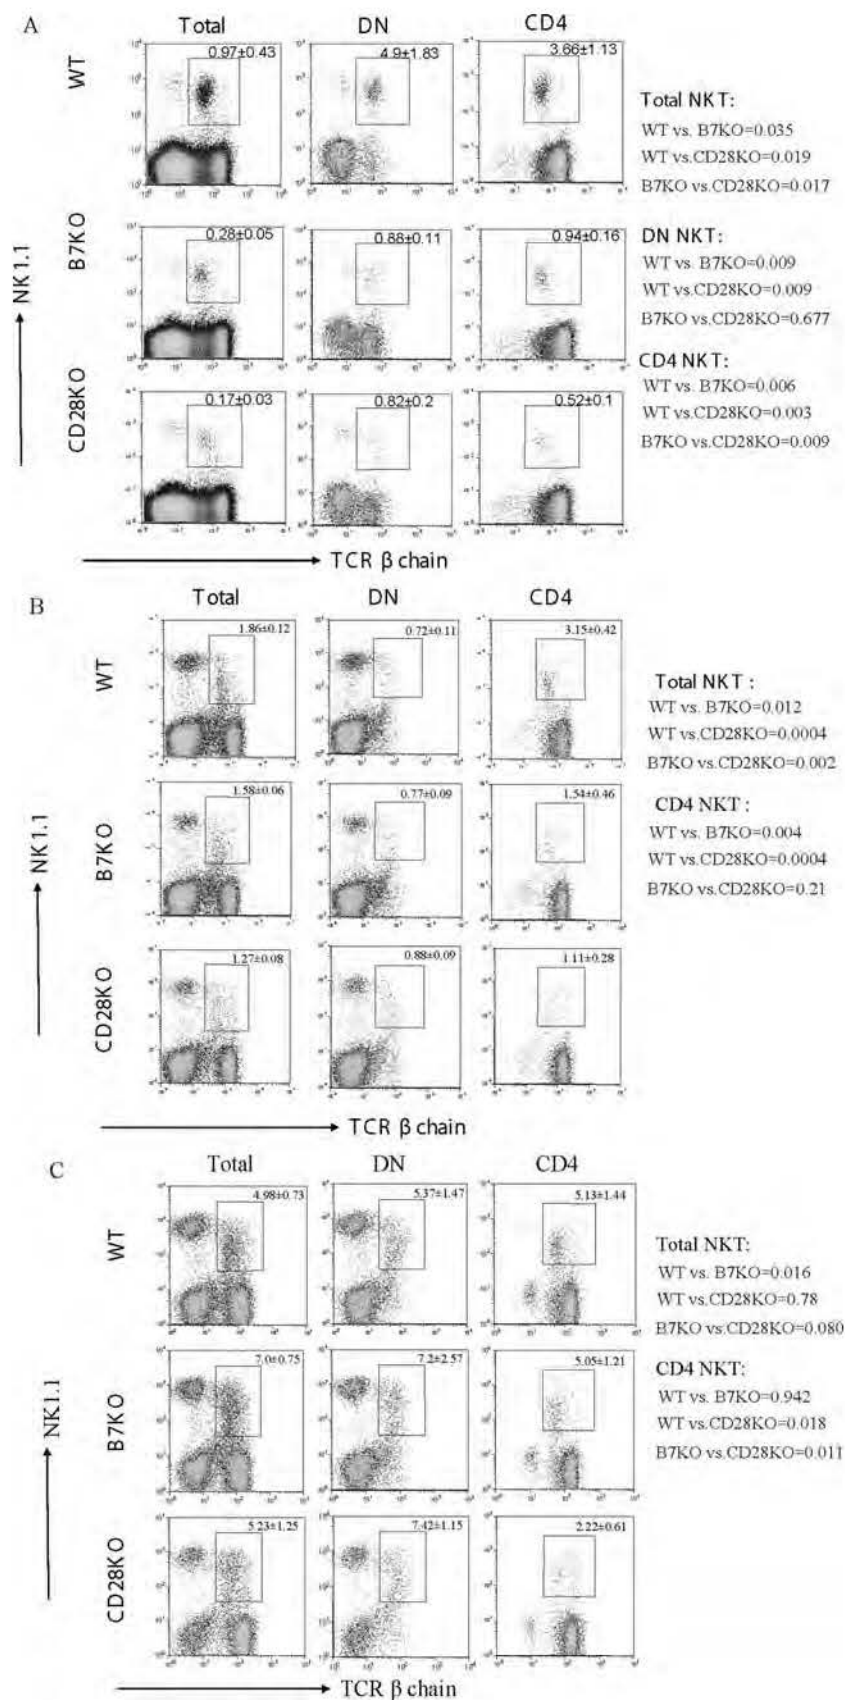 A
Total
DN
CD4
WT
0.97±0.43
4.9±1.83
3.66±1.13
B7KO
0.28±0.05
0.88±0.11
0.94±0.16
CD28KO
0.17±0.03
0.82±0.2
0.52±0.1
NK1.1
TCR β chain
Total NKT:
WT vs. B7KO=0.035
WT vs.CD28KO=0.019
B7KO vs.CD28KO=0.017
DN NKT:
WT vs. B7KO=0.009
WT vs.CD28KO=0.009
B7KO vs.CD28KO=0.677
CD4 NKT:
WT vs. B7KO=0.006
WT vs.CD28KO=0.003
B7KO vs.CD28KO=0.009
B
Total
DN
CD4
WT
1.86±0.12
0.72±0.11
3.15±0.42
B7KO
1.58±0.06
0.77±0.09
1.54±0.46
CD28KO
1.27±0.08
0.88±0.09
1.11±0.28
NK1.1
TCR β chain
Total NKT :
WT vs. B7KO=0.012
WT vs.CD28KO=0.0004
B7KO vs.CD28KO=0.002
CD4 NKT :
WT vs. B7KO=0.004
WT vs.CD28KO=0.0004
B7KO vs.CD28KO=0.21
C
Total
DN
CD4
WT
4.98±0.73
5.37±1.47
5.13±1.44
B7KO
7.0±0.75
7.2±2.57
5.05±1.21
CD28KO
5.23±1.25
7.42±1.15
2.22±0.61
NK1.1
TCR β chain
Total NKT:
WT vs. B7KO=0.016
WT vs.CD28KO=0.78
B7KO vs.CD28KO=0.080
CD4 NKT:
WT vs. B7KO=0.942
WT vs.CD28KO=0.018
B7KO vs.CD28KO=0.011